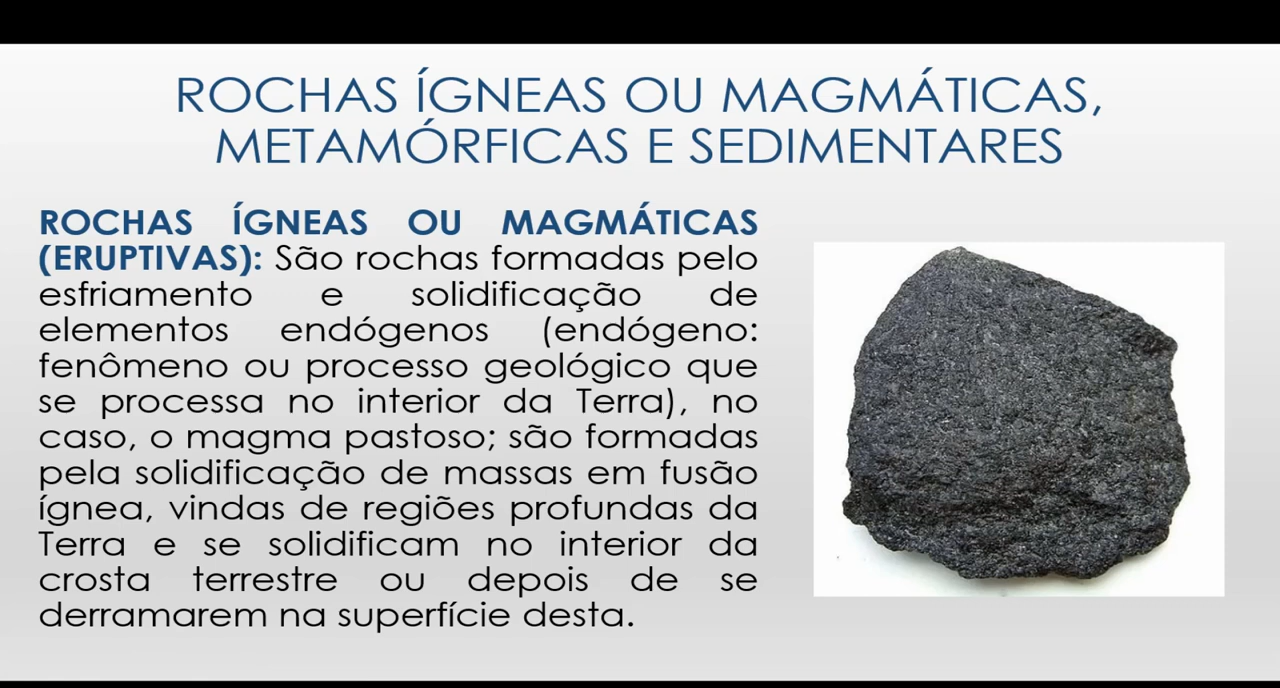 ROCHAS ÍGNEAS OU MAGMÁTICAS,
METAMÓRFICAS E SEDIMENTARES
ROCHAS ÍGNEAS OU MAGMÁTICAS
(ERUPTIVAS): São rochas formadas pelo
esfriamento e solidificação de
elementos endógenos (endógeno:
fenômeno ou processo geológico que
se processa no interior da Terra), no
caso, o magma pastoso; são formadas
pela solidificação de massas em fusão
ígnea, vindas de regiões profundas da
Terra e se solidificam no interior da
crosta terrestre ou depois de se
derramarem na superfície desta.